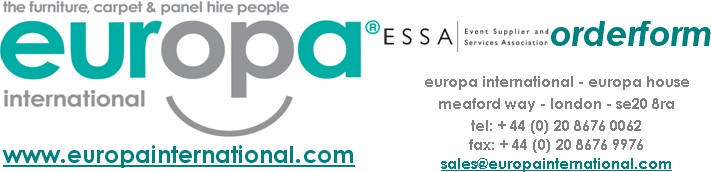 the furniture, carpet & panel hire people
europa®
international
www.europainternational.com
ESSA Event Supplier and
Services Association
orderform
europa international - europa house
meaford way - london - se20 8ra
tel: + 44 (0) 20 8676 0062
fax: + 44 (0) 20 8676 9976
sales@europainternational.com